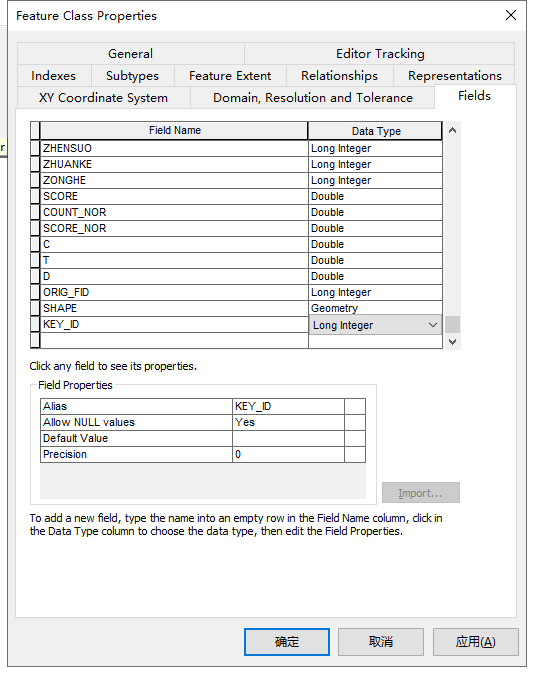 Feature Class Properties
General Editor Tracking
Indexes Subtypes Feature Extent Relationships Representations
XY Coordinate System Domain, Resolution and Tolerance Fields
r
Field Name Data Type
ZHENSUO Long Integer
ZHUANKE Long Integer
ZONGHE Long Integer
SCORE Double
COUNT_NOR Double
SCORE_NOR Double
C Double
T Double
D Double
ORIG_FID Long Integer
SHAPE Geometry
KEY_ID Long Integer
Click any field to see its properties.
Field Properties
Alias KEY_ID
Allow NULL values Yes
Default Value
Precision 0
Import...
To add a new field, type the name into an empty row in the Field Name column, click in
the Data Type column to choose the data type, then edit the Field Properties.
确定 取消 应用(A)